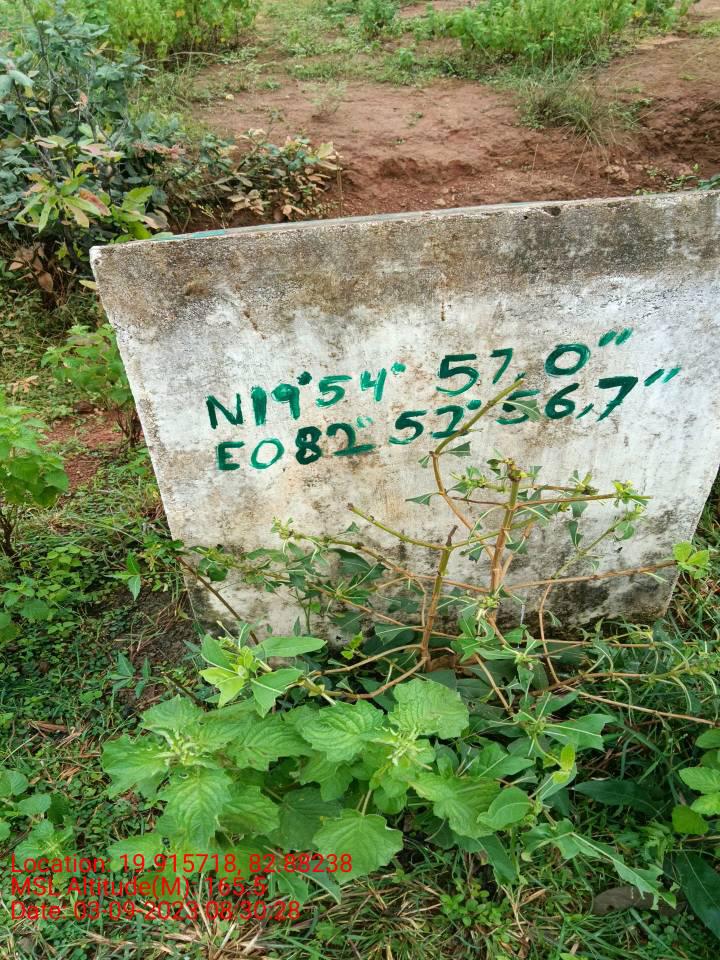 N19°54° 57,0"
E082° 52° 56,7"
Location: 19.915718, 82.88238
MSL Altitude(M): 165.5
Date: 03-09-2023 08:30:28